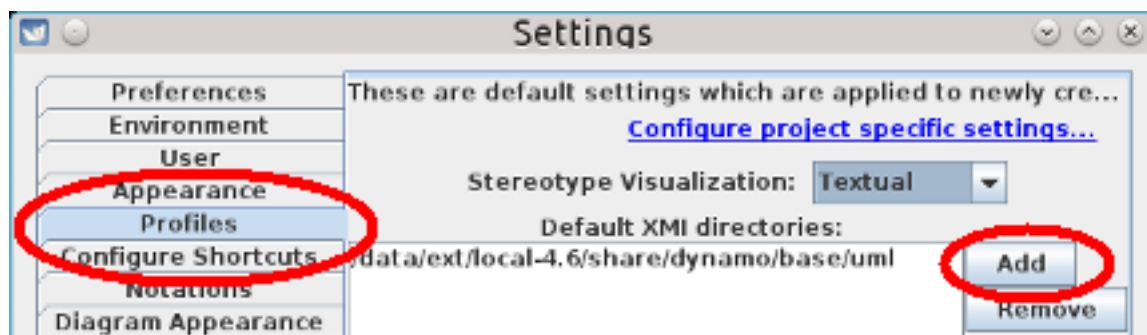 Settings
Preferences
Environment
User
Appearance
Profiles
Configure Shortcuts
Notations
Diagram Appearance
These are default settings which are applied to newly cre...
Configure project specific settings...
Stereotype Visualization: Textual
Default XMI directories:
/data/ext/local-4.6/share/dynamo/base/uml
Add
Remove